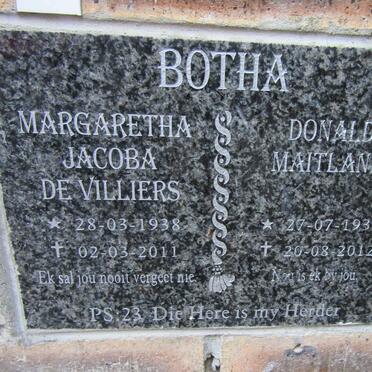 BOTHA
MARGARETHA
JACOBA
DE VILLIERS
★ 28-03-1938
✝ 02-03-2011
Ek sal jou nooit vergeet nie.
DONALD
MAITLAN
★ 27-07-193
✝ 20-08-2012
is ek by jou.
PS. 23. Die Here is my Herder